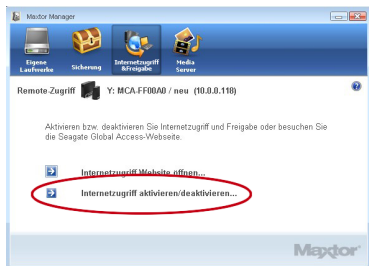 Maxtor Manager
Eigene Laufwerke
Sicherung
Internetzugriff &Freigabe
Media Server
Remote-Zugriff Y: MCA-FF00A0 / neu (10.0.0.118)
Aktivieren bzw. deaktivieren Sie Internetzugriff und Freigabe oder besuchen Sie
die Seagate Global Access-Webseite.
Internetzugriff Website öffnen...
Internetzugriff aktivieren/deaktivieren...
Maxtor